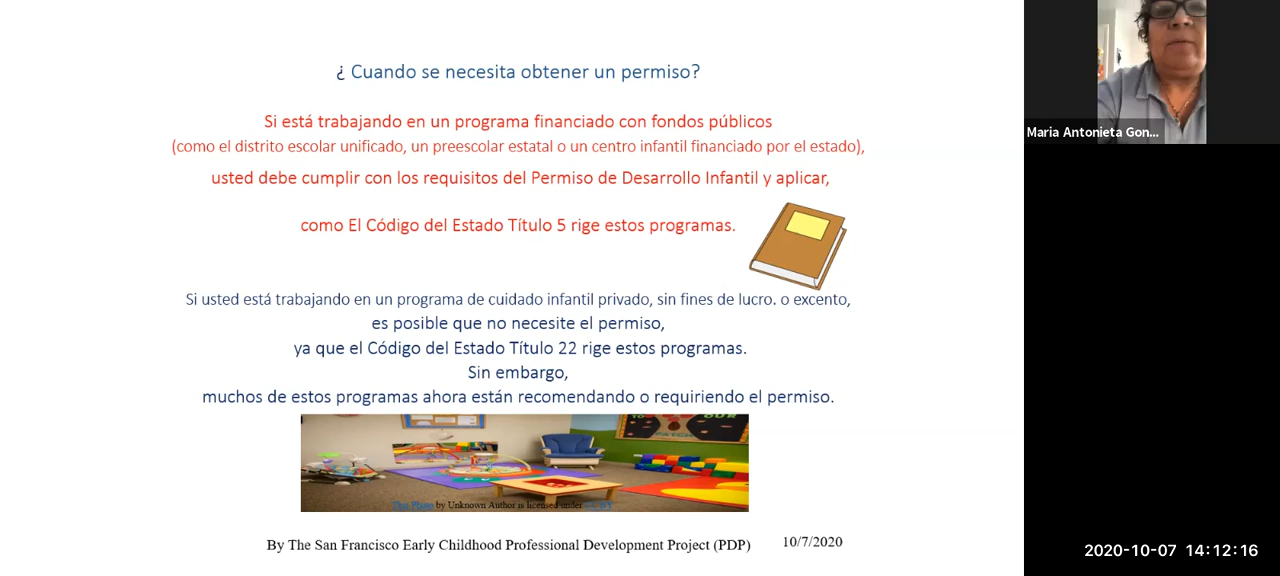 ¿ Cuando se necesita obtener un permiso?
Si está trabajando en un programa financiado con fondos públicos
(como el distrito escolar unificado, un preescolar estatal o un centro infantil financiado por el estado),
usted debe cumplir con los requisitos del Permiso de Desarrollo Infantil y aplicar,
como El Código del Estado Título 5 rige estos programas.
Si usted está trabajando en un programa de cuidado infantil privado, sin fines de lucro. o excento,
es posible que no necesite el permiso,
ya que el Código del Estado Título 22 rige estos programas.
Sin embargo,
muchos de estos programas ahora están recomendando o requiriendo el permiso.
This Photo by Unknown Author is licensed under CC BY
By The San Francisco Early Childhood Professional Development Project (PDP)
10/7/2020
Maria Antonieta Gon...
2020-10-07 14:12:16